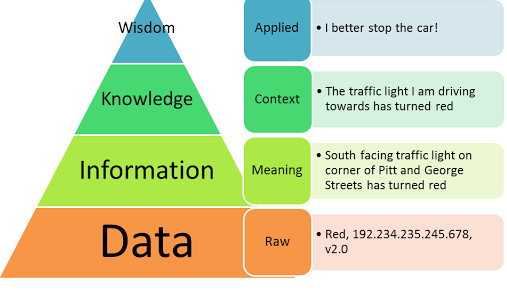 Wisdom
Applied
• I better stop the car!
Knowledge
Context
• The traffic light I am driving
towards has turned red
Information
Meaning
• South facing traffic light on
corner of Pitt and George
Streets has turned red
Data
Raw
• Red, 192.234.235.245.678,
v2.0